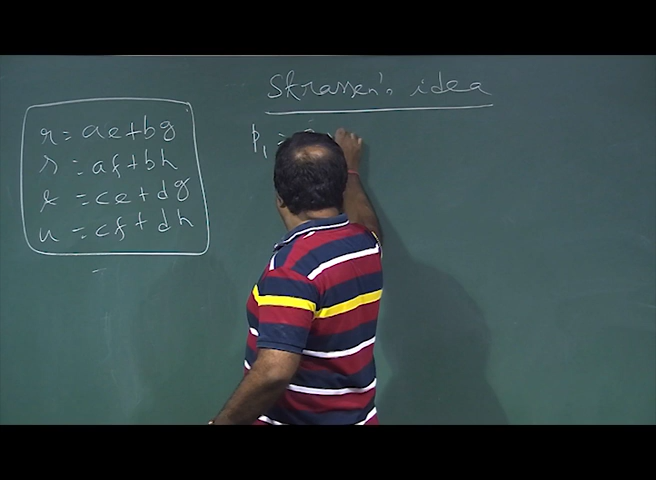 Strassen's idea
r = ae + bg
s = af + bh
t = ce + dg
u = cf + dh
P₁ =